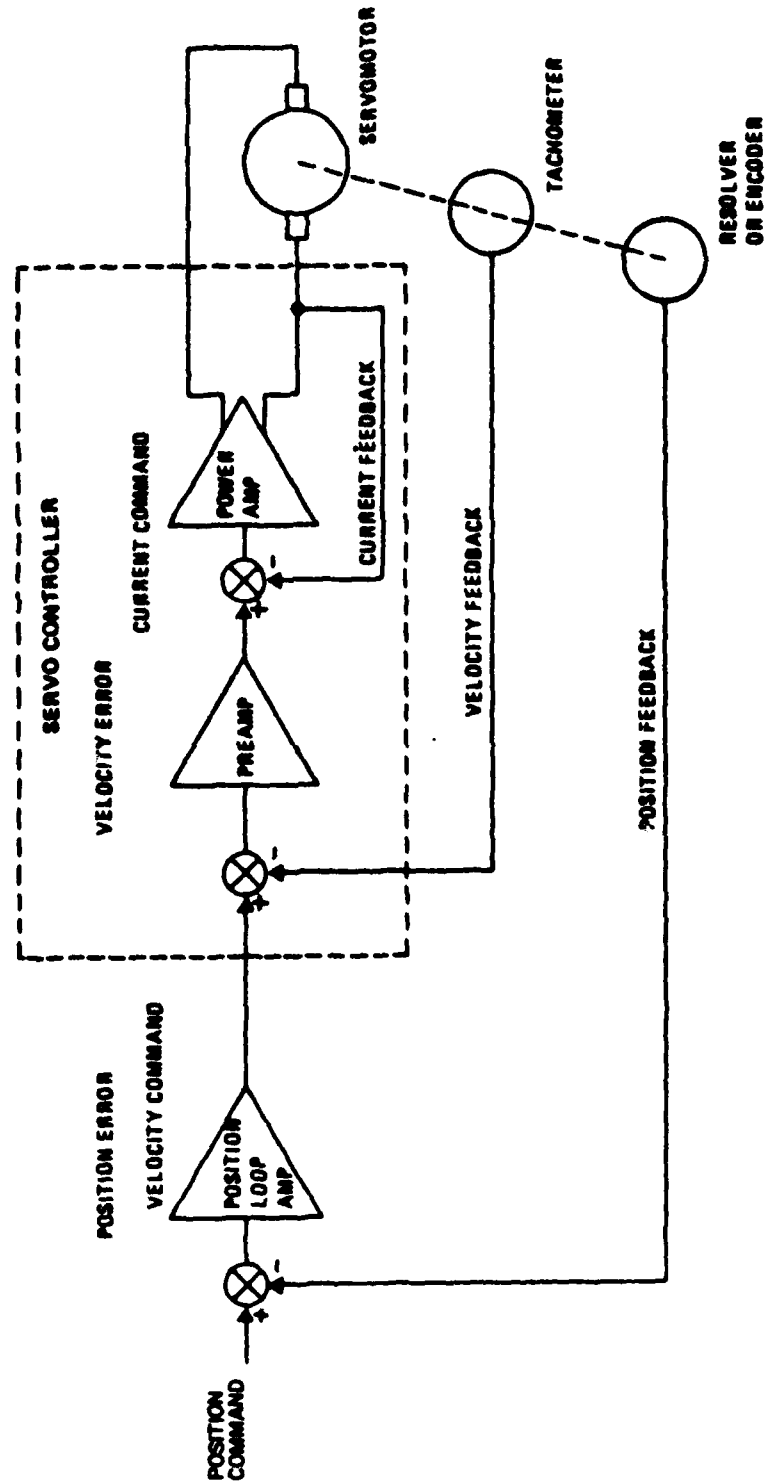 SERVO CONTROLLER
POSITION ERROR
VELOCITY ERROR
VELOCITY COMMAND
CURRENT COMMAND
POSITION
COMMAND
+
-
POSITION
LOOP
AMP
+
-
PREAMP
+
-
POWER
AMP
CURRENT FEEDBACK
SERVOMOTOR
VELOCITY FEEDBACK
TACHOMETER
POSITION FEEDBACK
RESOLVER
OR ENCODER